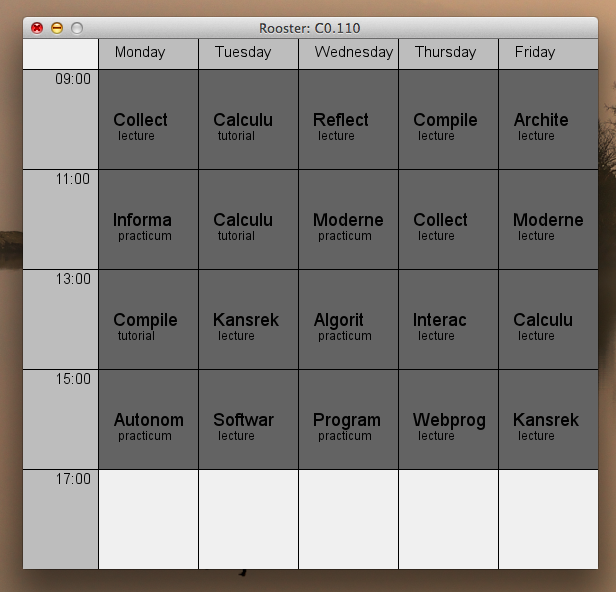 Rooster: C0.110
Monday Tuesday Wednesday Thursday Friday
09:00
Collect Calculu Reflect Compile Archite
lecture tutorial lecture lecture lecture
11:00
Informa Calculu Moderne Collect Moderne
practicum tutorial practicum lecture lecture
13:00
Compile Kansrek Algorit Interac Calculu
tutorial lecture practicum lecture lecture
15:00
Autonom Softwar Program Webprog Kansrek
practicum lecture practicum lecture lecture
17:00